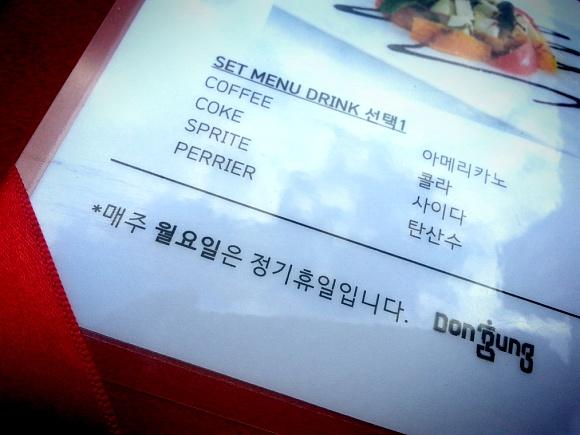 SET MENU DRINK 선택1
COFFEE 아메리카노
COKE 콜라
SPRITE 사이다
PERRIER 탄산수
*매주 월요일은 정기휴일입니다.
Donggung